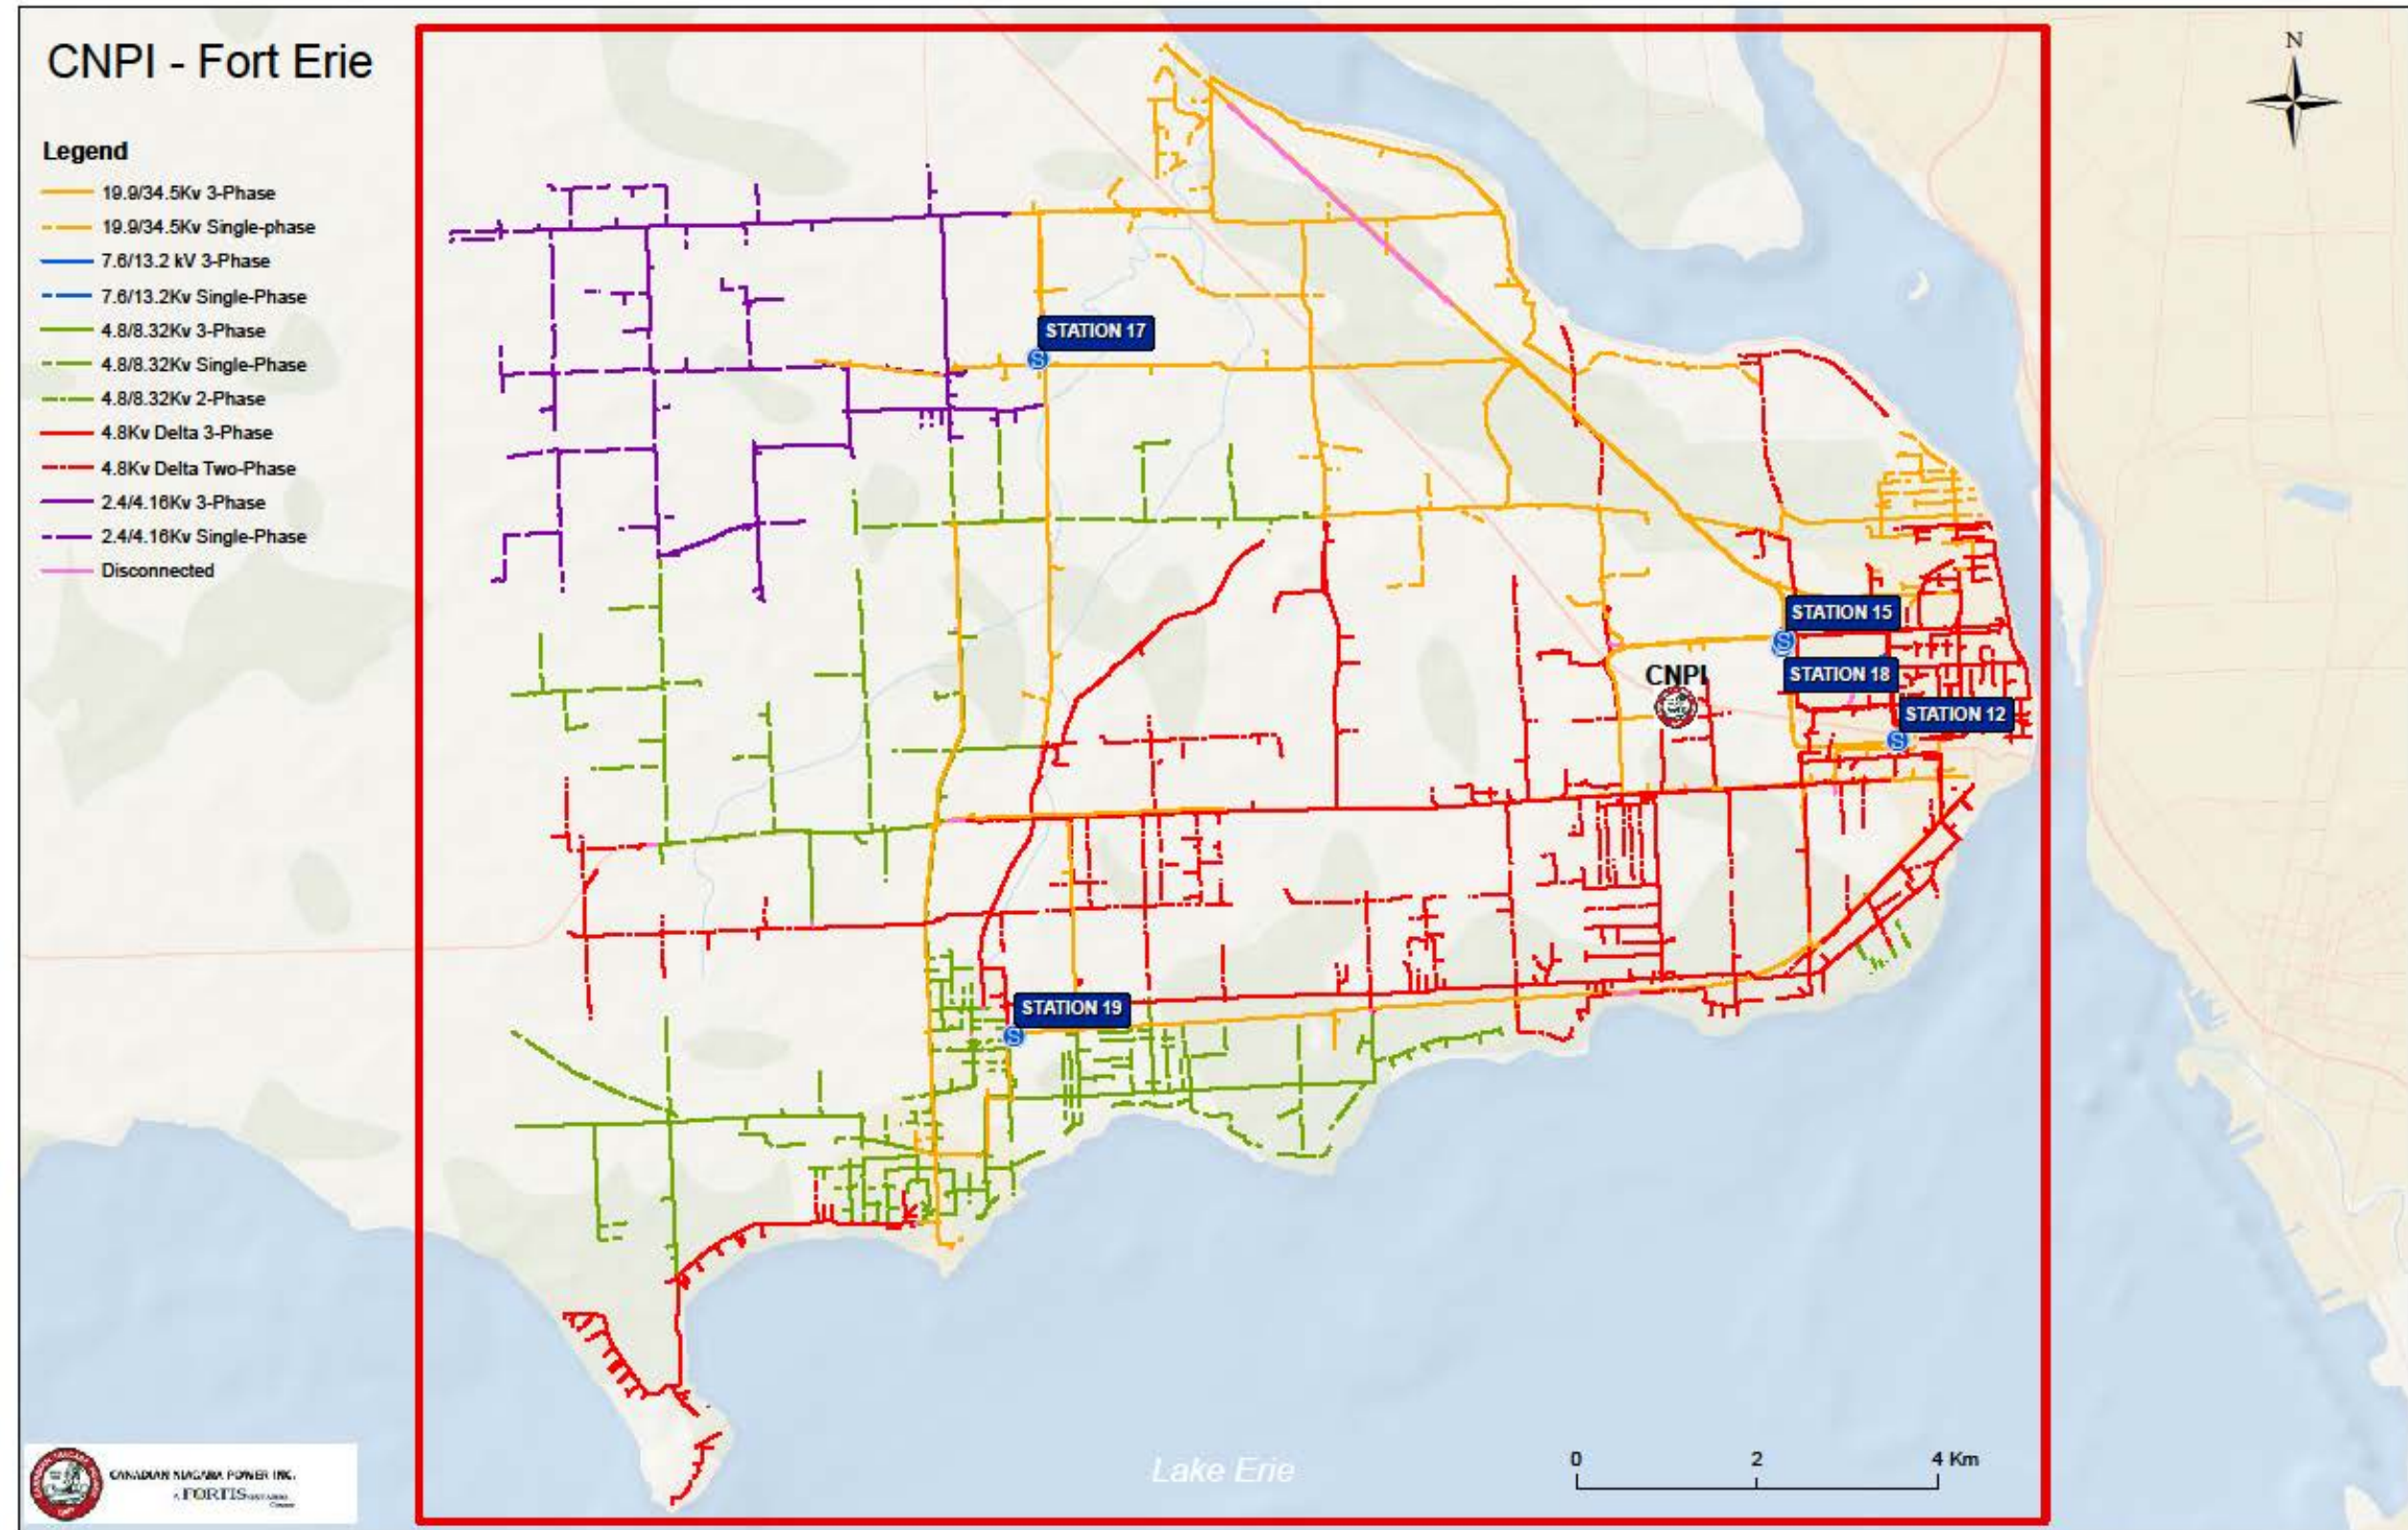 CNPI - Fort Erie
N
Legend
19.9/34.5Kv 3-Phase
19.9/34.5Kv Single-phase
7.6/13.2 kV 3-Phase
7.6/13.2Kv Single-Phase
4.8/8.32Kv 3-Phase
4.8/8.32Kv Single-Phase
4.8/8.32Kv 2-Phase
4.8Kv Delta 3-Phase
4.8Kv Delta Two-Phase
2.4/4.16Kv 3-Phase
2.4/4.16Kv Single-Phase
Disconnected
STATION 17
S
STATION 15
S
CNPI
STATION 18
STATION 12
S
STATION 19
S
Lake Erie
0 2 4 Km
CANADIAN NIAGARA POWER INC.
A FORTIS